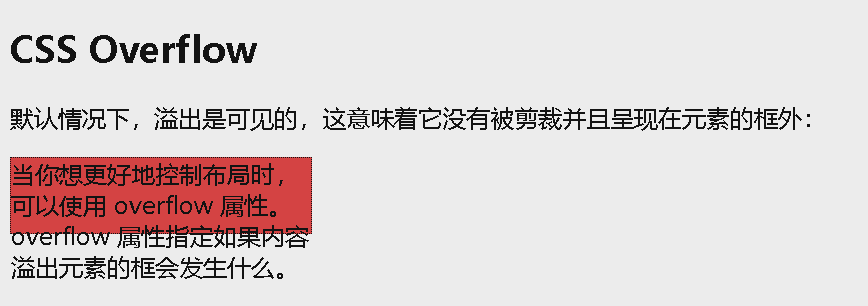 CSS Overflow
默认情况下，溢出是可见的，这意味着它没有被剪裁并且呈现在元素的框外：
当你想更好地控制布局时，
可以使用 overflow 属性。
overflow 属性指定如果内容
溢出元素的框会发生什么。